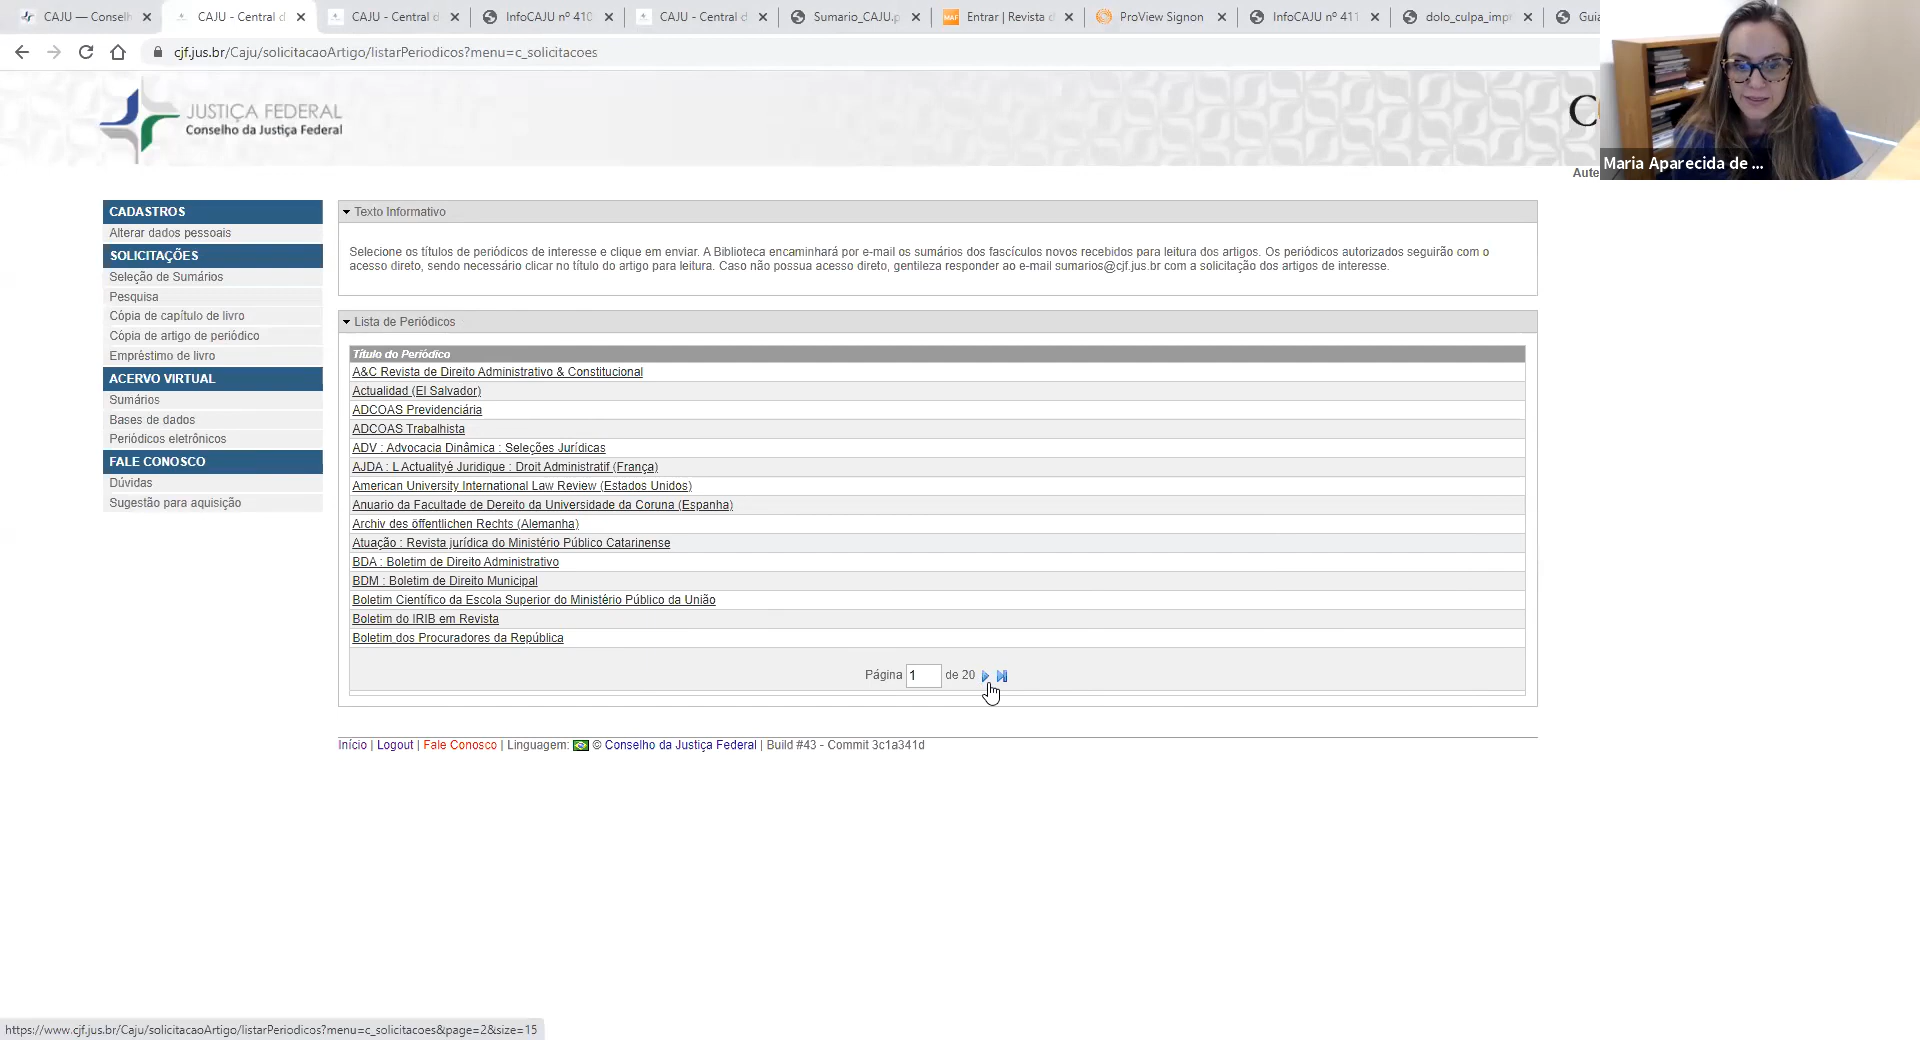 CAJU — Conselh
CAJU - Central d
CAJU - Central d
InfoCAJU nº 410
CAJU - Central d
Sumario_CAJU.p
MAF Entrar | Revista d
ProView Signon
InfoCAJU nº 411
dolo_culpa_imp
Guia
cjf.jus.br/Caju/solicitacaoArtigo/listarPeriodicos?menu=c_solicitacoes
JUSTIÇA FEDERAL
Conselho da Justiça Federal
C
Aute
Maria Aparecida de ...
CADASTROS
Alterar dados pessoais
SOLICITAÇÕES
Seleção de Sumários
Pesquisa
Cópia de capítulo de livro
Cópia de artigo de periódico
Empréstimo de livro
ACERVO VIRTUAL
Sumários
Bases de dados
Periódicos eletrônicos
FALE CONOSCO
Dúvidas
Sugestão para aquisição
Texto Informativo
Selecione os títulos de periódicos de interesse e clique em enviar. A Biblioteca encaminhará por e-mail os sumários dos fascículos novos recebidos para leitura dos artigos. Os periódicos autorizados seguirão com o
acesso direto, sendo necessário clicar no título do artigo para leitura. Caso não possua acesso direto, gentileza responder ao e-mail sumarios@cjf.jus.br com a solicitação dos artigos de interesse.
Lista de Periódicos
Título do Periódico
A&C Revista de Direito Administrativo & Constitucional
Actualidad (El Salvador)
ADCOAS Previdenciária
ADCOAS Trabalhista
ADV : Advocacia Dinâmica : Seleções Jurídicas
AJDA : L Actualityé Juridique : Droit Administratif (França)
American University International Law Review (Estados Unidos)
Anuario da Facultade de Dereito da Universidade da Coruna (Espanha)
Archiv des öffentlichen Rechts (Alemanha)
Atuação : Revista jurídica do Ministério Público Catarinense
BDA : Boletim de Direito Administrativo
BDM : Boletim de Direito Municipal
Boletim Científico da Escola Superior do Ministério Público da União
Boletim do IRIB em Revista
Boletim dos Procuradores da República
Página 1 de 20
Início | Logout | Fale Conosco | Linguagem: © Conselho da Justiça Federal | Build #43 - Commit 3c1a341d
https://www.cjf.jus.br/Caju/solicitacaoArtigo/listarPeriodicos?menu=c_solicitacoes&page=2&size=15